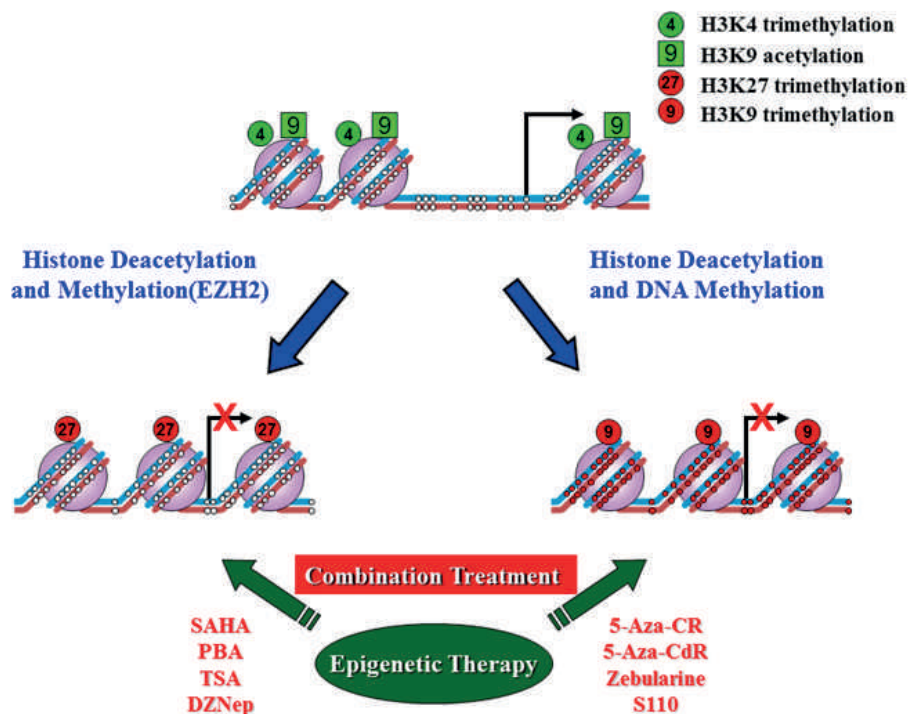 4 H3K4 trimethylation
9 H3K9 acetylation
27 H3K27 trimethylation
9 H3K9 trimethylation
4 9 4 9 4 9
Histone Deacetylation
and Methylation(EZH2)
Histone Deacetylation
and DNA Methylation
27 27 X 27
9 9 X 9
Combination Treatment
Epigenetic Therapy
SAHA
PBA
TSA
DZNep
5-Aza-CR
5-Aza-CdR
Zebularine
S110